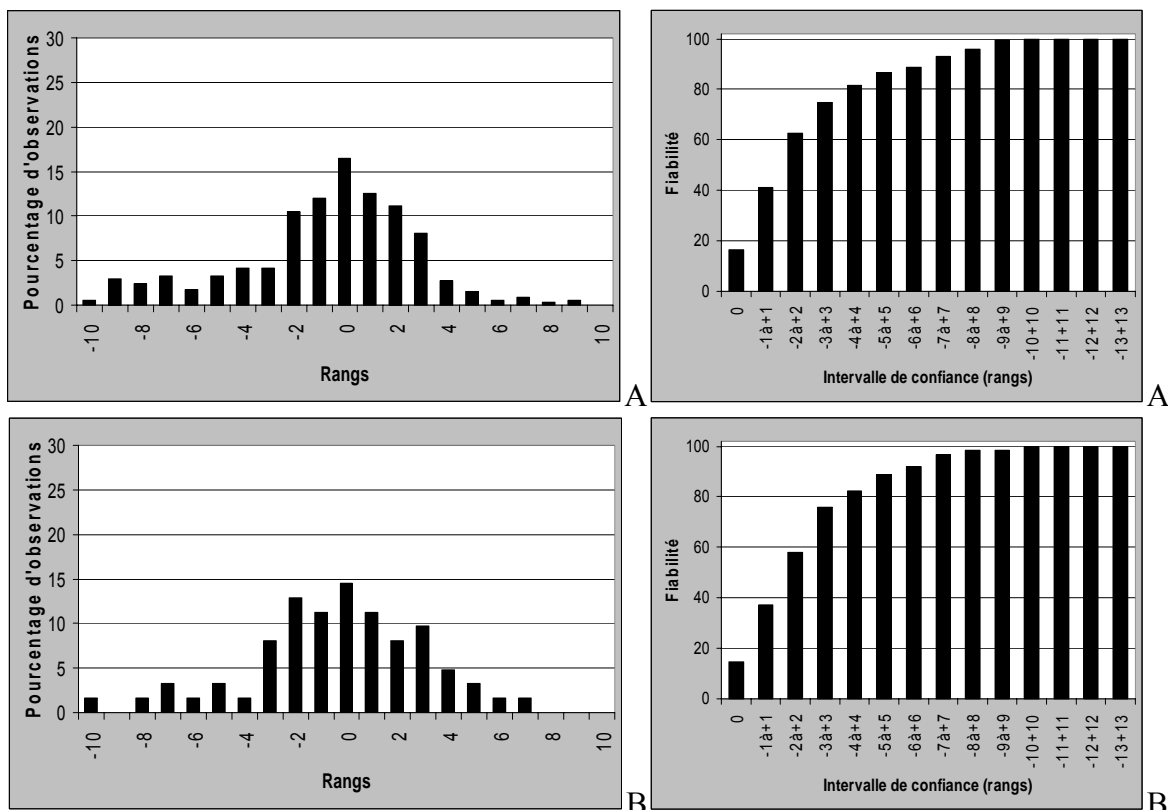 Pourcentage d'observations
30
25
20
15
10
5
0
-10
-8
-6
-4
-2
0
2
4
6
8
10
Rangs
A
Fiabilité
100
80
60
40
20
0
0
-1à+1
-2à+2
-3à+3
-4à+4
-5à+5
-6à+6
-7à+7
-8à+8
-9à+9
-10+10
-11+11
-12+12
-13+13
Intervalle de confiance (rangs)
A
Pourcentage d'observations
30
25
20
15
10
5
0
-10
-8
-6
-4
-2
0
2
4
6
8
10
Rangs
B
Fiabilité
100
80
60
40
20
0
0
-1à+1
-2à+2
-3à+3
-4à+4
-5à+5
-6à+6
-7à+7
-8à+8
-9à+9
-10+10
-11+11
-12+12
-13+13
Intervalle de confiance (rangs)
B